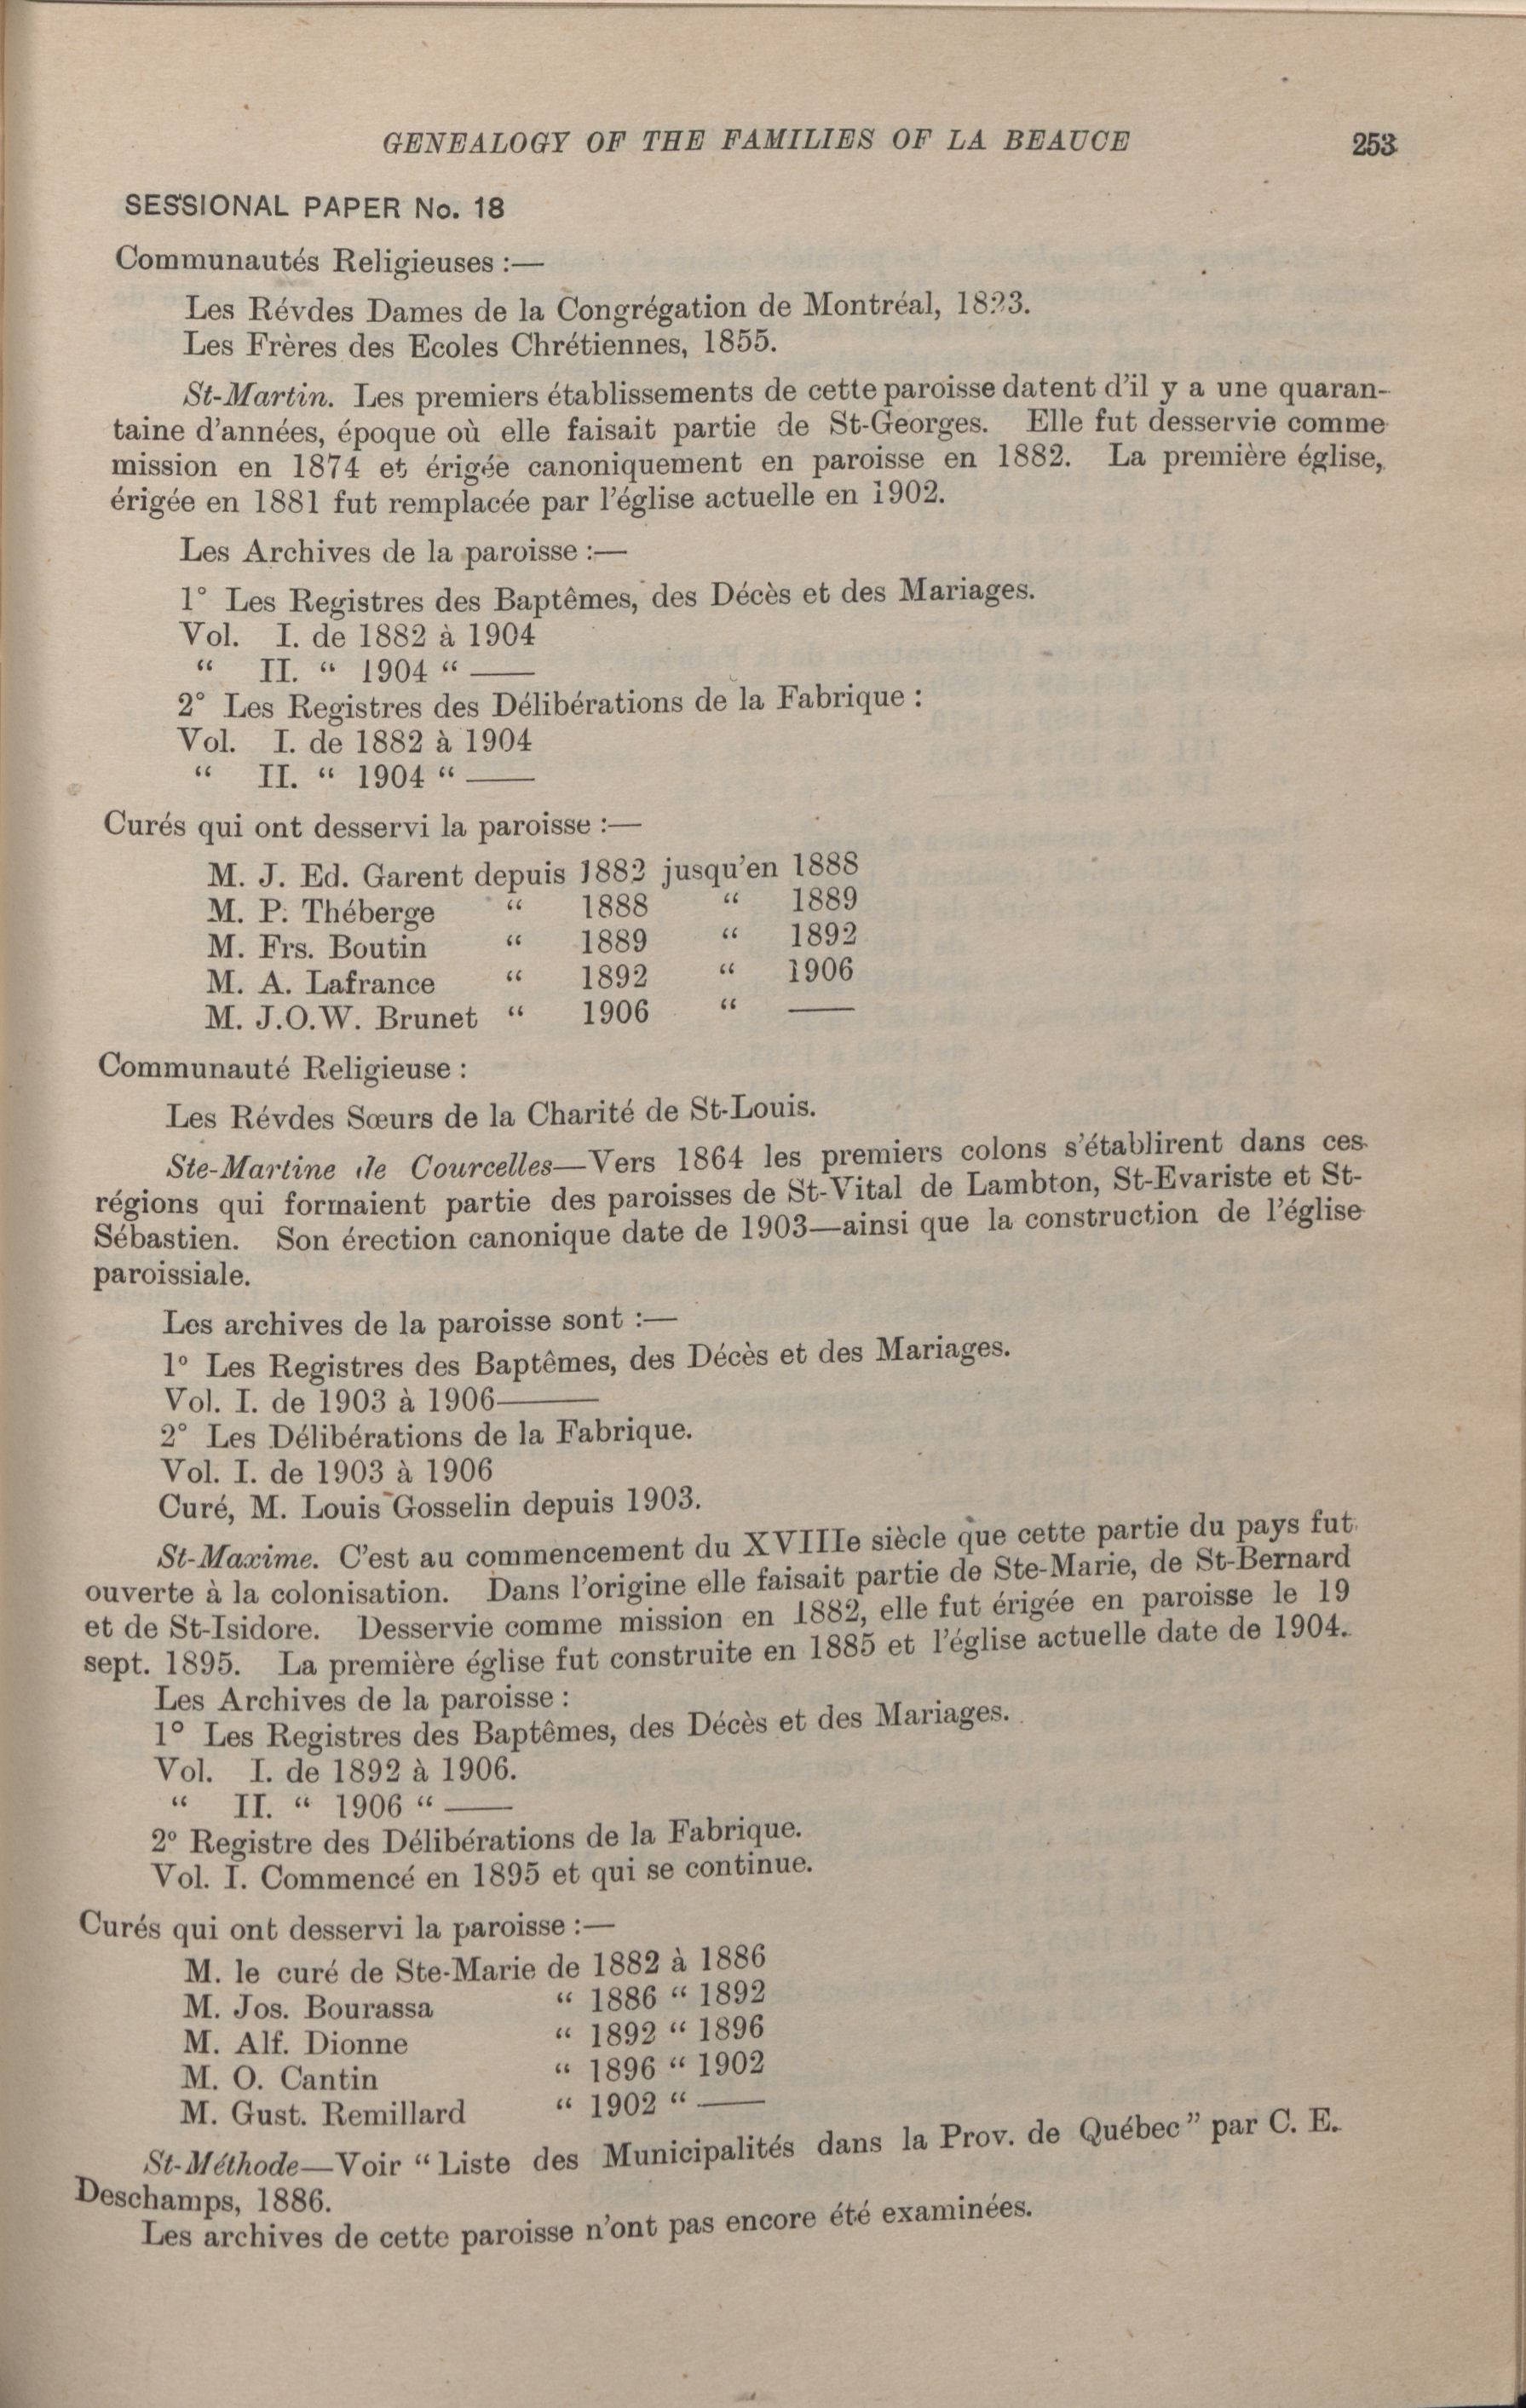 GENEALOGY OF THE FAMILIES OF LA BEAUCE 253
SESSIONAL PAPER No. 18
Communautés Religieuses :—
Les Révdes Dames de la Congrégation de Montréal, 1823.
Les Frères des Ecoles Chrétiennes, 1855.
St-Martin. Les premiers établissements de cette paroisse datent d'il y a une quaran-
taine d'années, époque où elle faisait partie de St-Georges. Elle fut desservie comme
mission en 1874 et érigée canoniquement en paroisse en 1882. La première église,
érigée en 1881 fut remplacée par l'église actuelle en 1902.
Les Archives de la paroisse :—
1° Les Registres des Baptêmes, des Décès et des Mariages.
Vol. I. de 1882 à 1904
“ II. “ 1904 “ ——
2° Les Registres des Délibérations de la Fabrique :
Vol. I. de 1882 à 1904
“ II. “ 1904 “ ——
Curés qui ont desservi la paroisse :—
M. J. Ed. Garent depuis 1882 jusqu'en 1888
M. P. Théberge “ 1888 “ 1889
M. Frs. Boutin “ 1889 “ 1892
M. A. Lafrance “ 1892 “ 1906
M. J.O.W. Brunet “ 1906 “ ——
Communauté Religieuse :
Les Révdes Sœurs de la Charité de St-Louis.
Ste-Martine de Courcelles—Vers 1864 les premiers colons s'établirent dans ces
régions qui formaient partie des paroisses de St-Vital de Lambton, St-Evariste et St-
Sébastien. Son érection canonique date de 1903—ainsi que la construction de l'église
paroissiale.
Les archives de la paroisse sont :—
1° Les Registres des Baptêmes, des Décès et des Mariages.
Vol. I. de 1903 à 1906———
2° Les Délibérations de la Fabrique.
Vol. I. de 1903 à 1906
Curé, M. Louis Gosselin depuis 1903.
St-Maxime. C'est au commencement du XVIIIe siècle que cette partie du pays fut
ouverte à la colonisation. Dans l'origine elle faisait partie de Ste-Marie, de St-Bernard
et de St-Isidore. Desservie comme mission en 1882, elle fut érigée en paroisse le 19
sept. 1895. La première église fut construite en 1885 et l'église actuelle date de 1904.
Les Archives de la paroisse :
1° Les Registres des Baptêmes, des Décès et des Mariages.
Vol. I. de 1892 à 1906.
“ II. “ 1906 “ ——
2° Registre des Délibérations de la Fabrique.
Vol. I. Commencé en 1895 et qui se continue.
Curés qui ont desservi la paroisse :—
M. le curé de Ste-Marie de 1882 à 1886
M. Jos. Bourassa “ 1886 “ 1892
M. Alf. Dionne “ 1892 “ 1896
M. O. Cantin “ 1896 “ 1902
M. Gust. Remillard “ 1902 “ ——
St-Méthode—Voir “ Liste des Municipalités dans la Prov. de Québec ” par C. E.
Deschamps, 1886.
Les archives de cette paroisse n'ont pas encore été examinées.